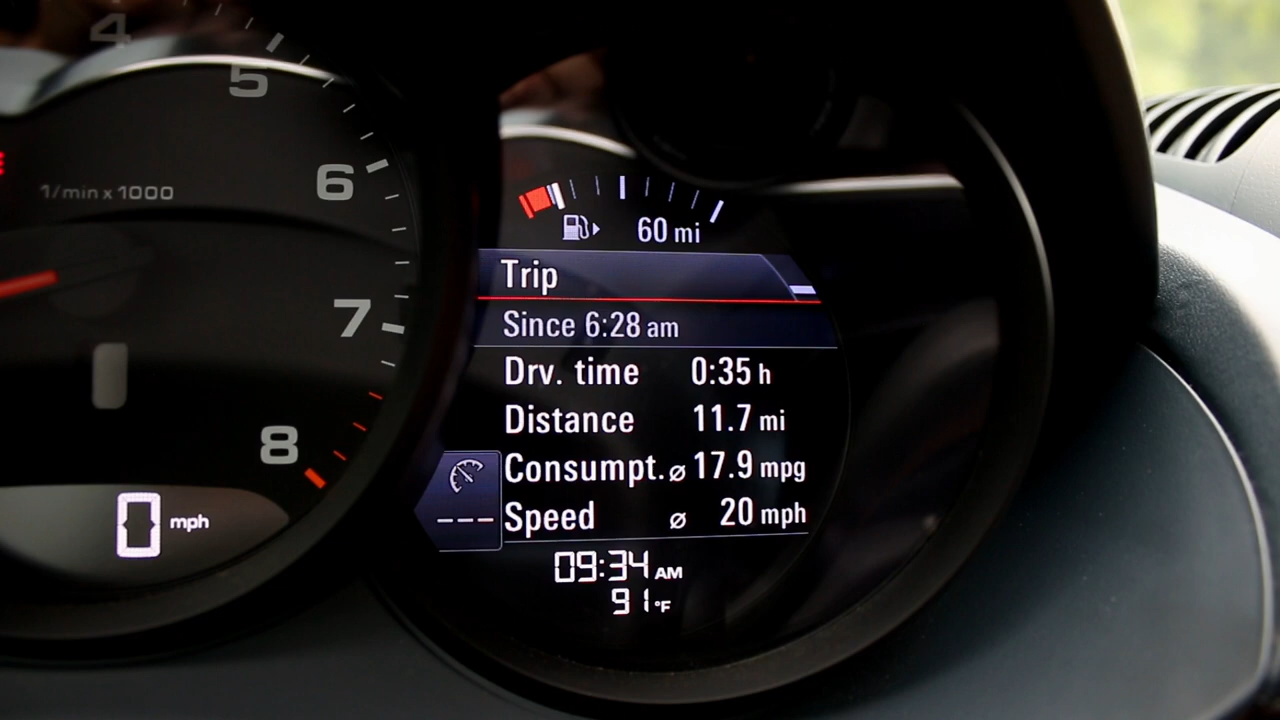 4
5
6
1/min x 1000
7
8
0 mph
60 mi
Trip
Since 6:28 am
Drv. time 0:35 h
Distance 11.7 mi
Consumpt. ⌀ 17.9 mpg
--- Speed ⌀ 20 mph
09:34 AM
91 °F